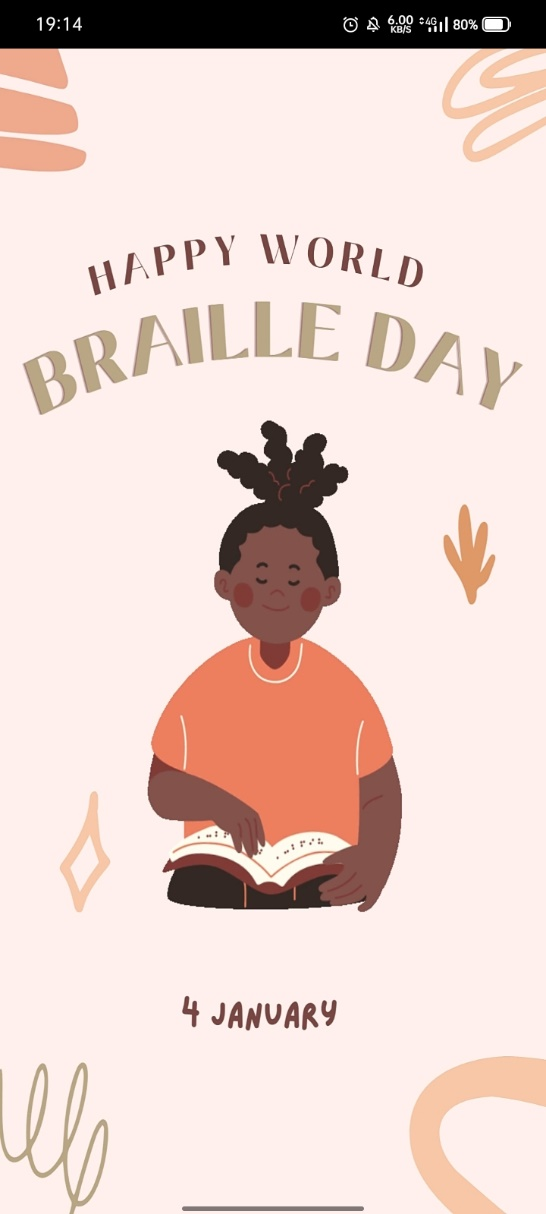 19:14
6.00
KB/S
4G
80%
HAPPY WORLD
BRAILLE DAY
4 JANUARY